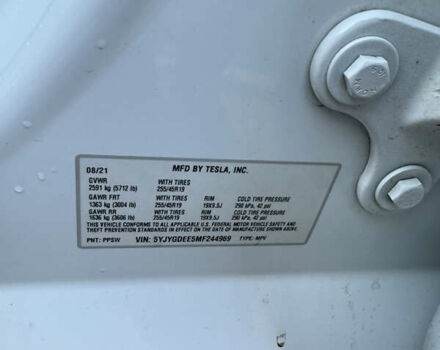 08/21 MFD BY TESLA, INC.
GVWR WITH TIRES
2591 kg (5712 lb) 255/45R19
GAWR FRT WITH TIRES RIM COLD TIRE PRESSURE
1363 kg (3004 lb) 255/45R19 19X9.5J 290 kPa, 42 psi
GAWR RR WITH TIRES RIM COLD TIRE PRESSURE
1636 kg (3606 lb) 255/45R19 19X9.5J 290 kPa, 42 psi
THIS VEHICLE CONFORMS TO ALL APPLICABLE U.S. FEDERAL MOTOR VEHICLE SAFETY AND
THEFT PREVENTION STANDARDS IN EFFECT ON THE DATE OF MANUFACTURE SHOWN ABOVE.
PNT: PPSW VIN: 5YJYGDEE5MF244969 TYPE: MPV